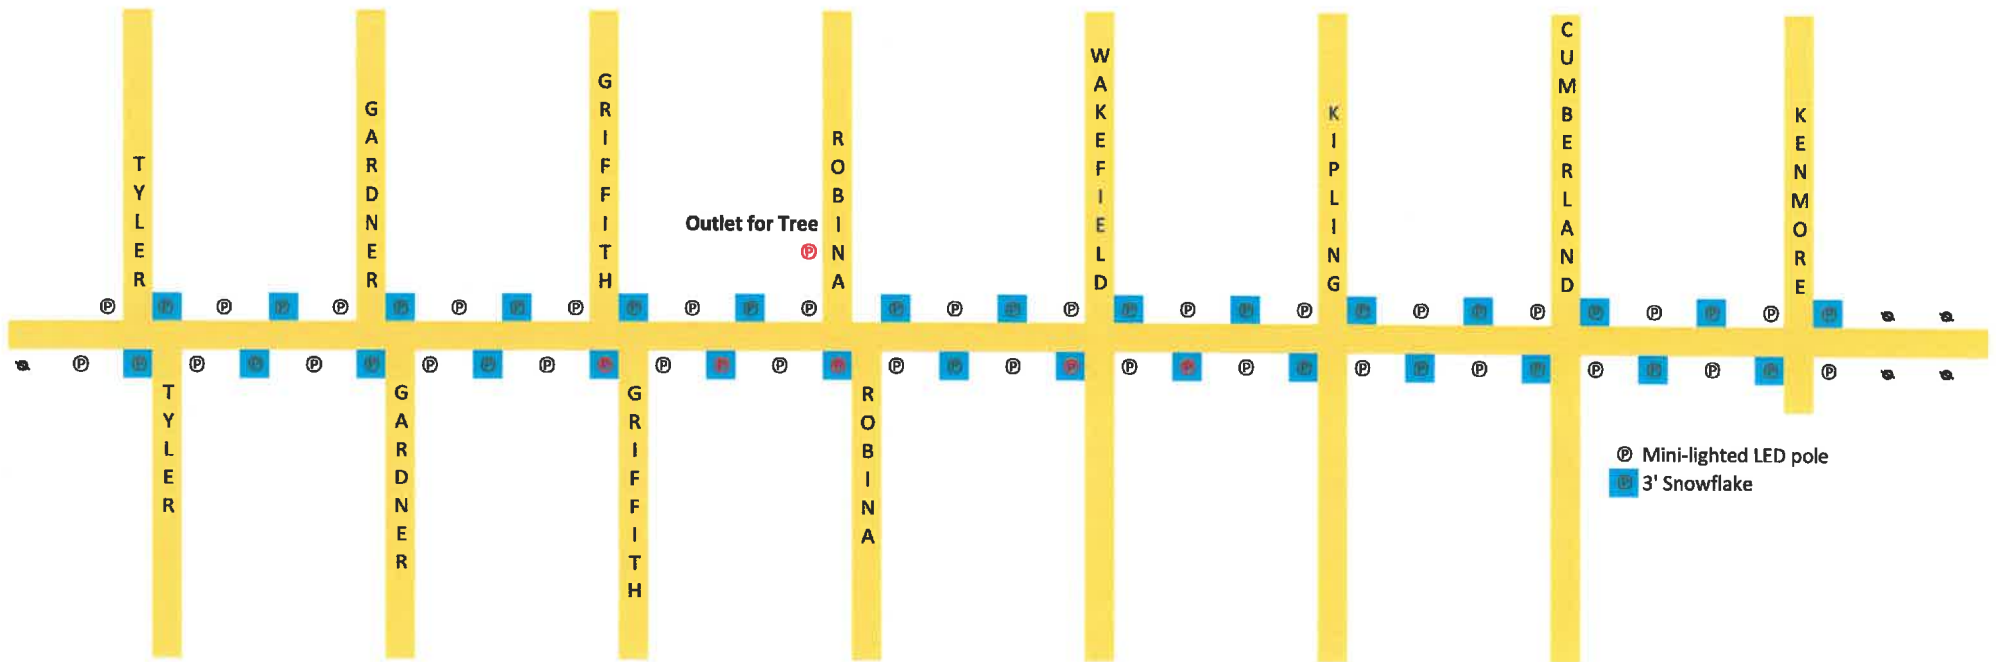 TYLER
GARDNER
GRIFFITH
ROBINA
WAKEFIELD
KIPLING
CUMBERLAND
KENMORE
Outlet for Tree
Ⓟ
Ⓟ Ⓟ Ⓟ Ⓟ Ⓟ Ⓟ Ⓟ Ⓟ Ⓟ Ⓟ Ⓟ Ⓟ Ⓟ Ⓟ Ⓟ Ⓟ Ⓟ Ⓟ Ⓟ Ⓟ Ⓟ Ⓟ Ⓟ Ⓟ Ⓟ Ⓟ Ⓟ Ⓟ Ⓟ
Ⓟ Ⓟ Ⓟ Ⓟ Ⓟ Ⓟ Ⓟ Ⓟ Ⓟ Ⓟ Ⓟ Ⓟ Ⓟ Ⓟ Ⓟ Ⓟ Ⓟ Ⓟ Ⓟ Ⓟ Ⓟ Ⓟ Ⓟ Ⓟ Ⓟ Ⓟ Ⓟ Ⓟ Ⓟ Ⓟ Ⓟ
TYLER
GARDNER
GRIFFITH
ROBINA
Ⓟ Mini-lighted LED pole
Ⓟ 3' Snowflake